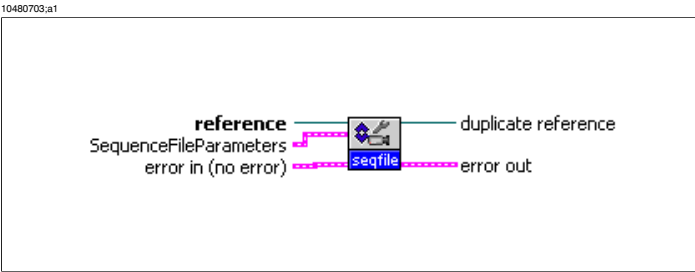 10480703;a1
reference
duplicate reference
SequenceFileParameters
error in (no error)
seqfile
error out